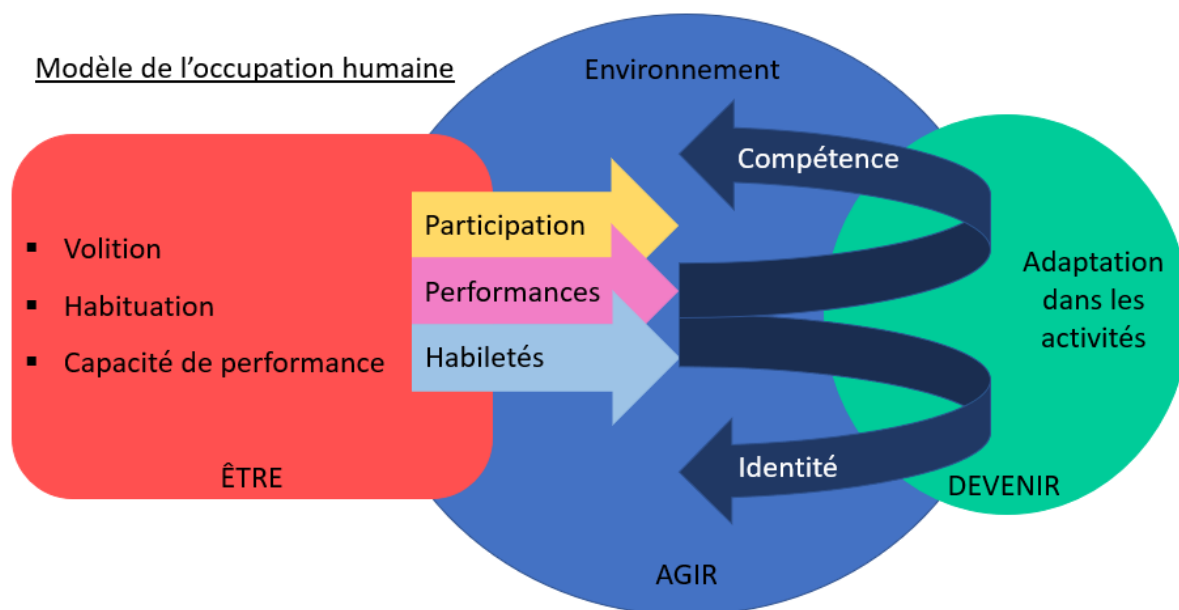 Modèle de l'occupation humaine
Environnement
Compétence
Participation
▪ Volition
Performances
Adaptation
dans les
activités
▪ Habituation
▪ Capacité de performance
Habiletés
Identité
ÊTRE
DEVENIR
AGIR